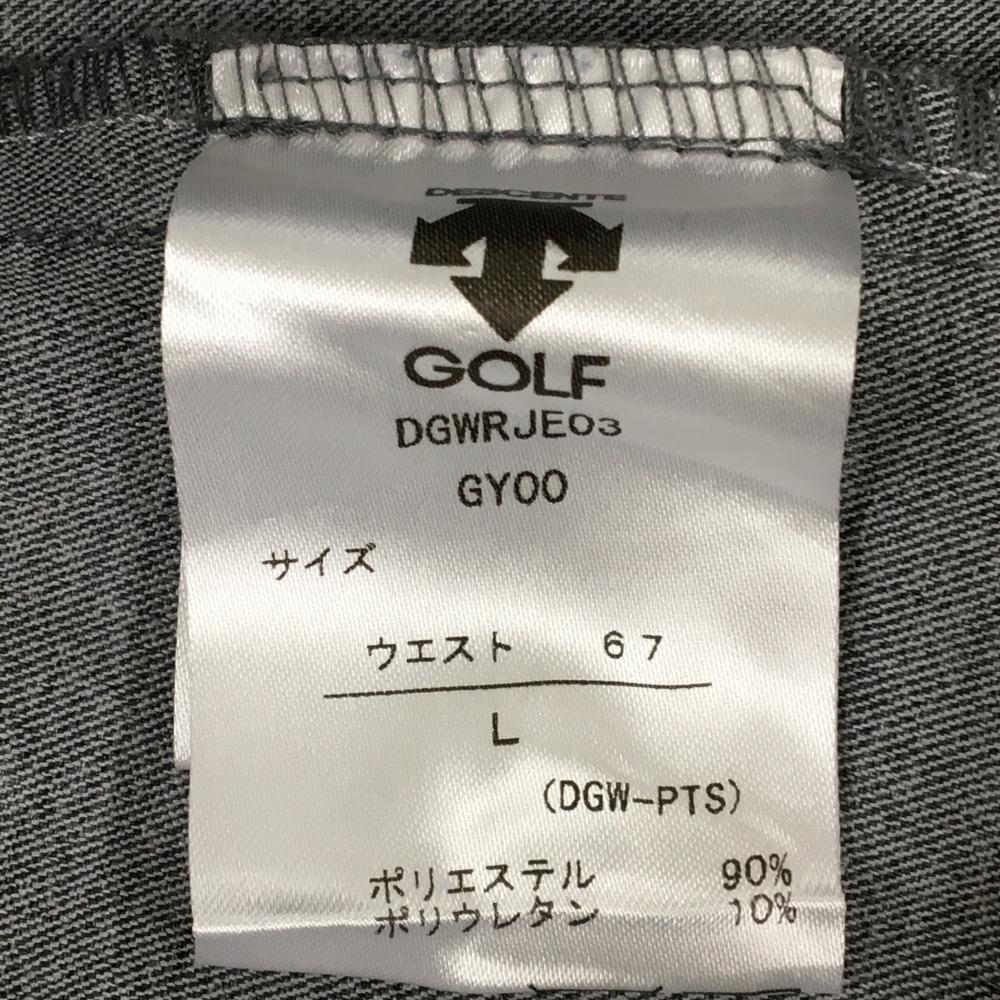 DESCENTE
GOLF
DGWRJE03
GY00
サイズ
ウエスト 67
L
(DGW-PTS)
ポリエステル 90%
ポリウレタン 10%